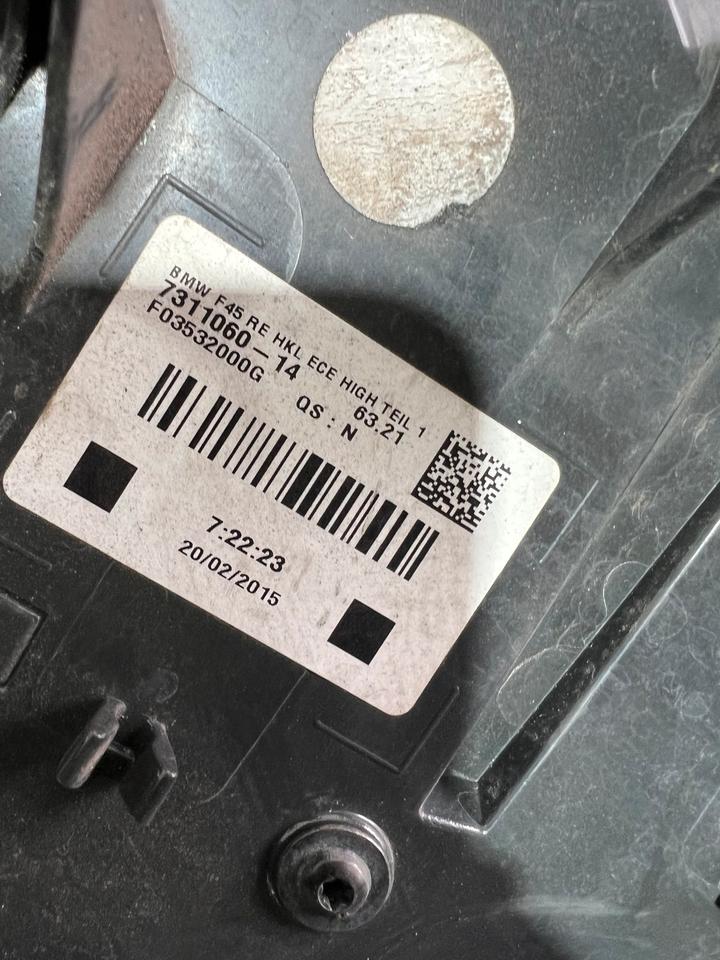 BMW F45 RE HKL ECE HIGH TEIL 1
7311060-14 63.21
F03532000G QS : N
7:22:23
20/02/2015